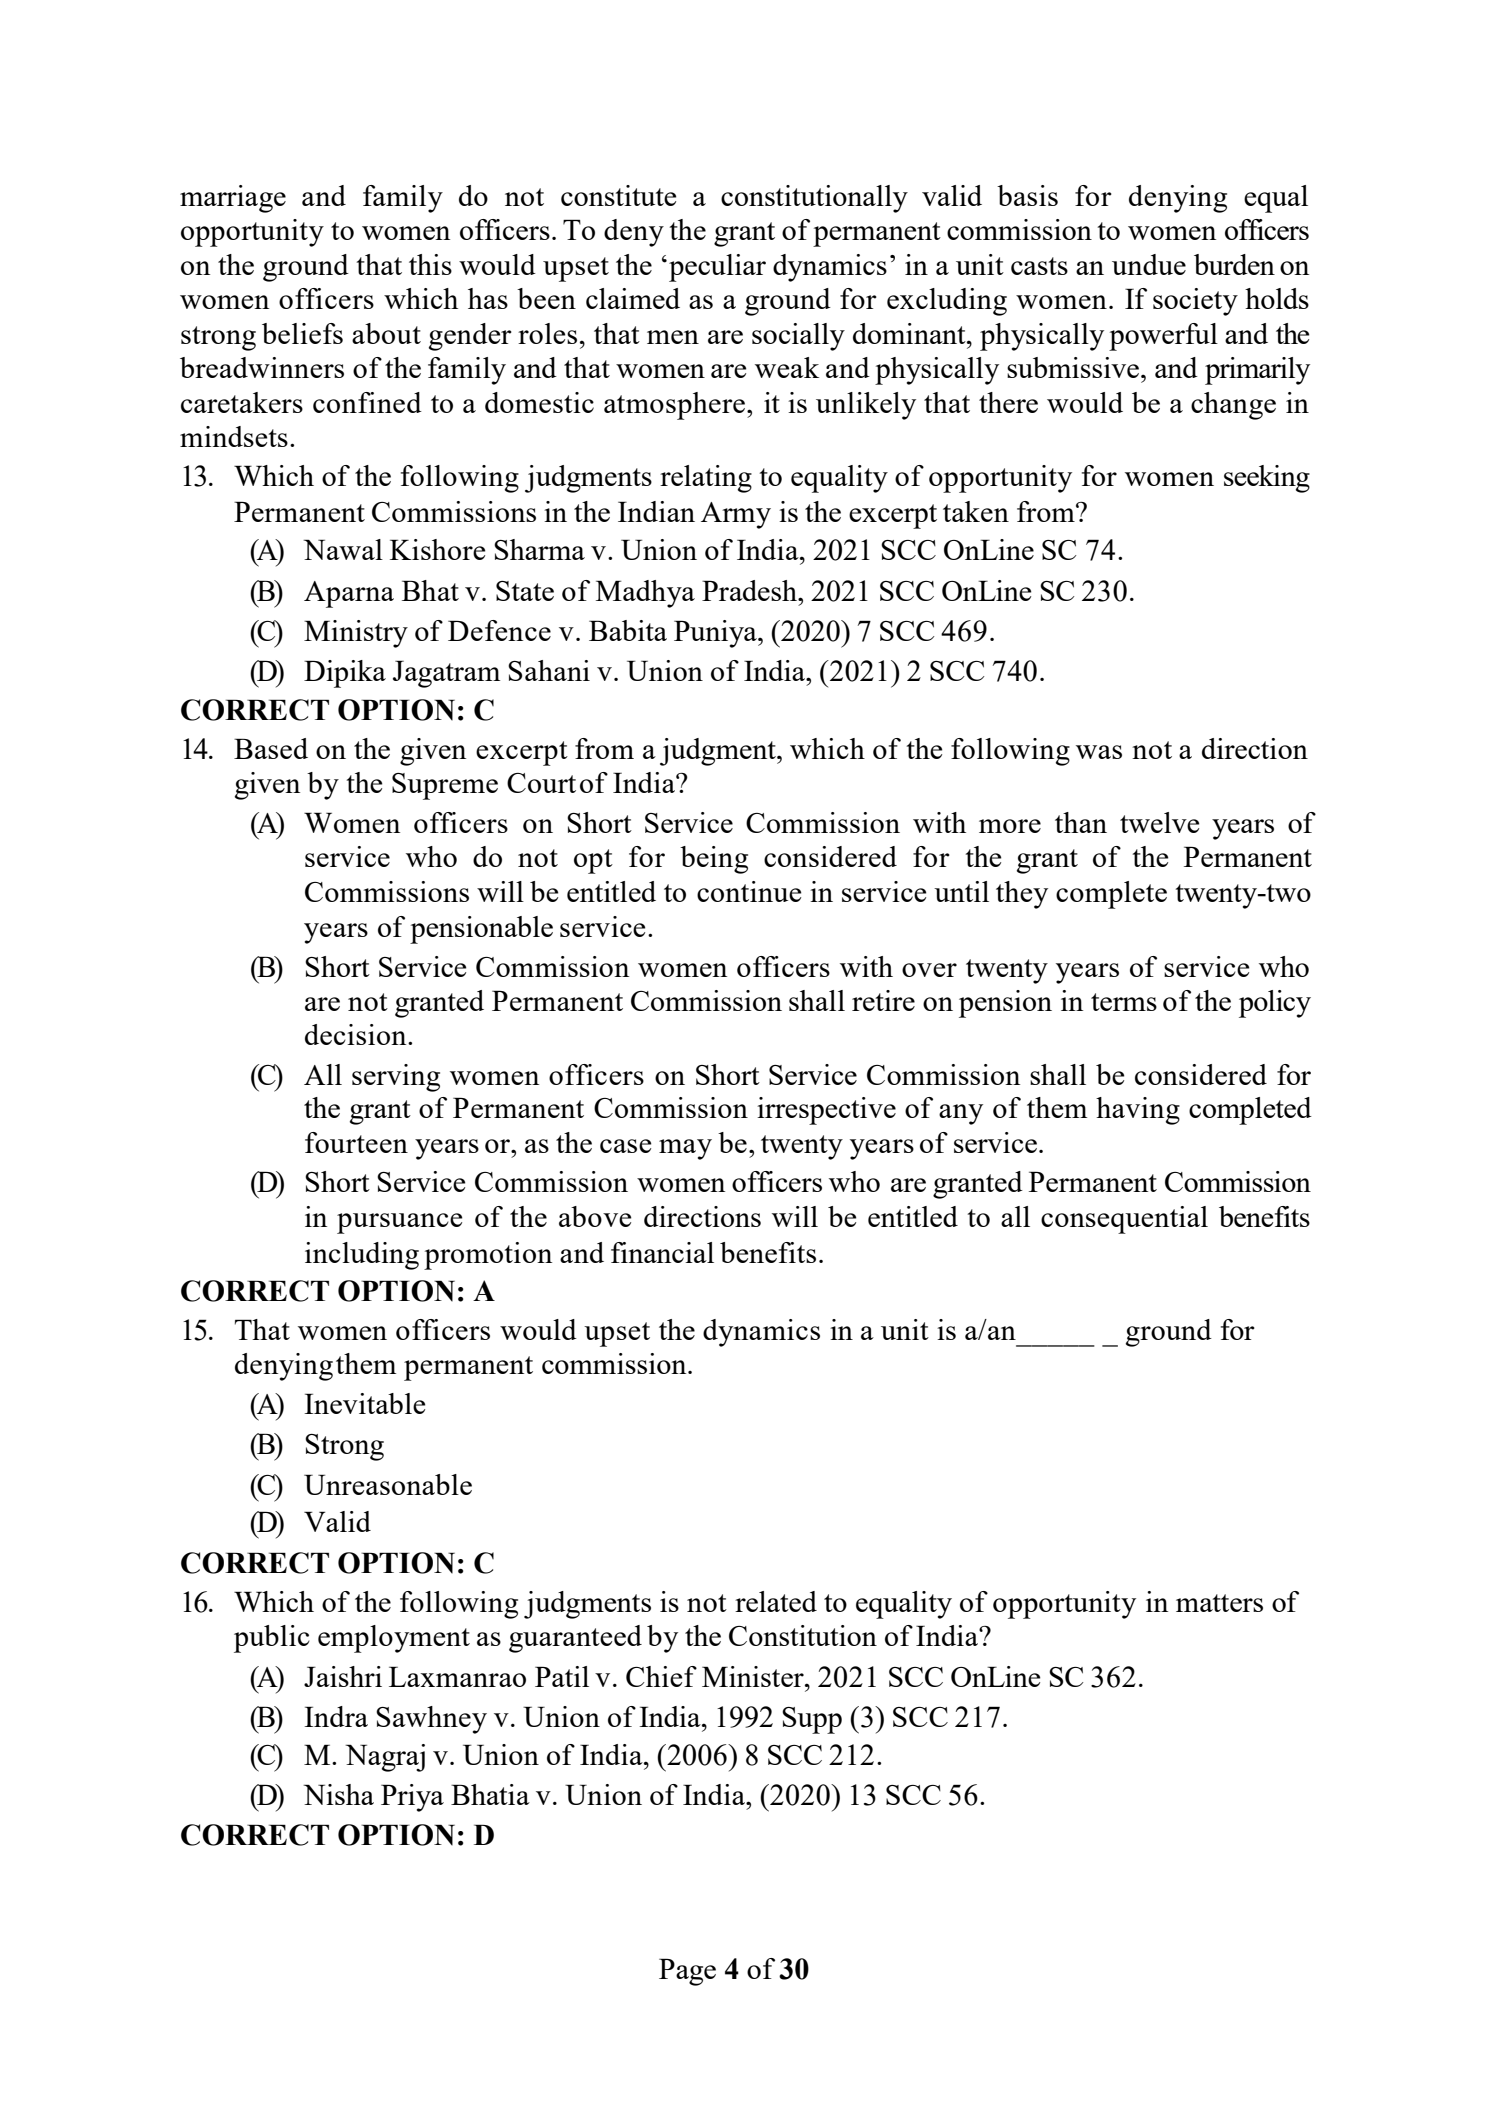 marriage and family do not constitute a constitutionally valid basis for denying equal
opportunity to women officers. To deny the grant of permanent commission to women officers
on the ground that this would upset the ‘peculiar dynamics’ in a unit casts an undue burden on
women officers which has been claimed as a ground for excluding women. If society holds
strong beliefs about gender roles, that men are socially dominant, physically powerful and the
breadwinners of the family and that women are weak and physically submissive, and primarily
caretakers confined to a domestic atmosphere, it is unlikely that there would be a change in
mindsets.
13. Which of the following judgments relating to equality of opportunity for women seeking
Permanent Commissions in the Indian Army is the excerpt taken from?
(A) Nawal Kishore Sharma v. Union of India, 2021 SCC OnLine SC 74.
(B) Aparna Bhat v. State of Madhya Pradesh, 2021 SCC OnLine SC 230.
(C) Ministry of Defence v. Babita Puniya, (2020) 7 SCC 469.
(D) Dipika Jagatram Sahani v. Union of India, (2021) 2 SCC 740.
CORRECT OPTION: C
14. Based on the given excerpt from a judgment, which of the following was not a direction
given by the Supreme Court of India?
(A) Women officers on Short Service Commission with more than twelve years of
service who do not opt for being considered for the grant of the Permanent
Commissions will be entitled to continue in service until they complete twenty-two
years of pensionable service.
(B) Short Service Commission women officers with over twenty years of service who
are not granted Permanent Commission shall retire on pension in terms of the policy
decision.
(C) All serving women officers on Short Service Commission shall be considered for
the grant of Permanent Commission irrespective of any of them having completed
fourteen years or, as the case may be, twenty years of service.
(D) Short Service Commission women officers who are granted Permanent Commission
in pursuance of the above directions will be entitled to all consequential benefits
including promotion and financial benefits.
CORRECT OPTION: A
15. That women officers would upset the dynamics in a unit is a/an_____ _ ground for
denying them permanent commission.
(A) Inevitable
(B) Strong
(C) Unreasonable
(D) Valid
CORRECT OPTION: C
16. Which of the following judgments is not related to equality of opportunity in matters of
public employment as guaranteed by the Constitution of India?
(A) Jaishri Laxmanrao Patil v. Chief Minister, 2021 SCC OnLine SC 362.
(B) Indra Sawhney v. Union of India, 1992 Supp (3) SCC 217.
(C) M. Nagraj v. Union of India, (2006) 8 SCC 212.
(D) Nisha Priya Bhatia v. Union of India, (2020) 13 SCC 56.
CORRECT OPTION: D
Page 4 of 30